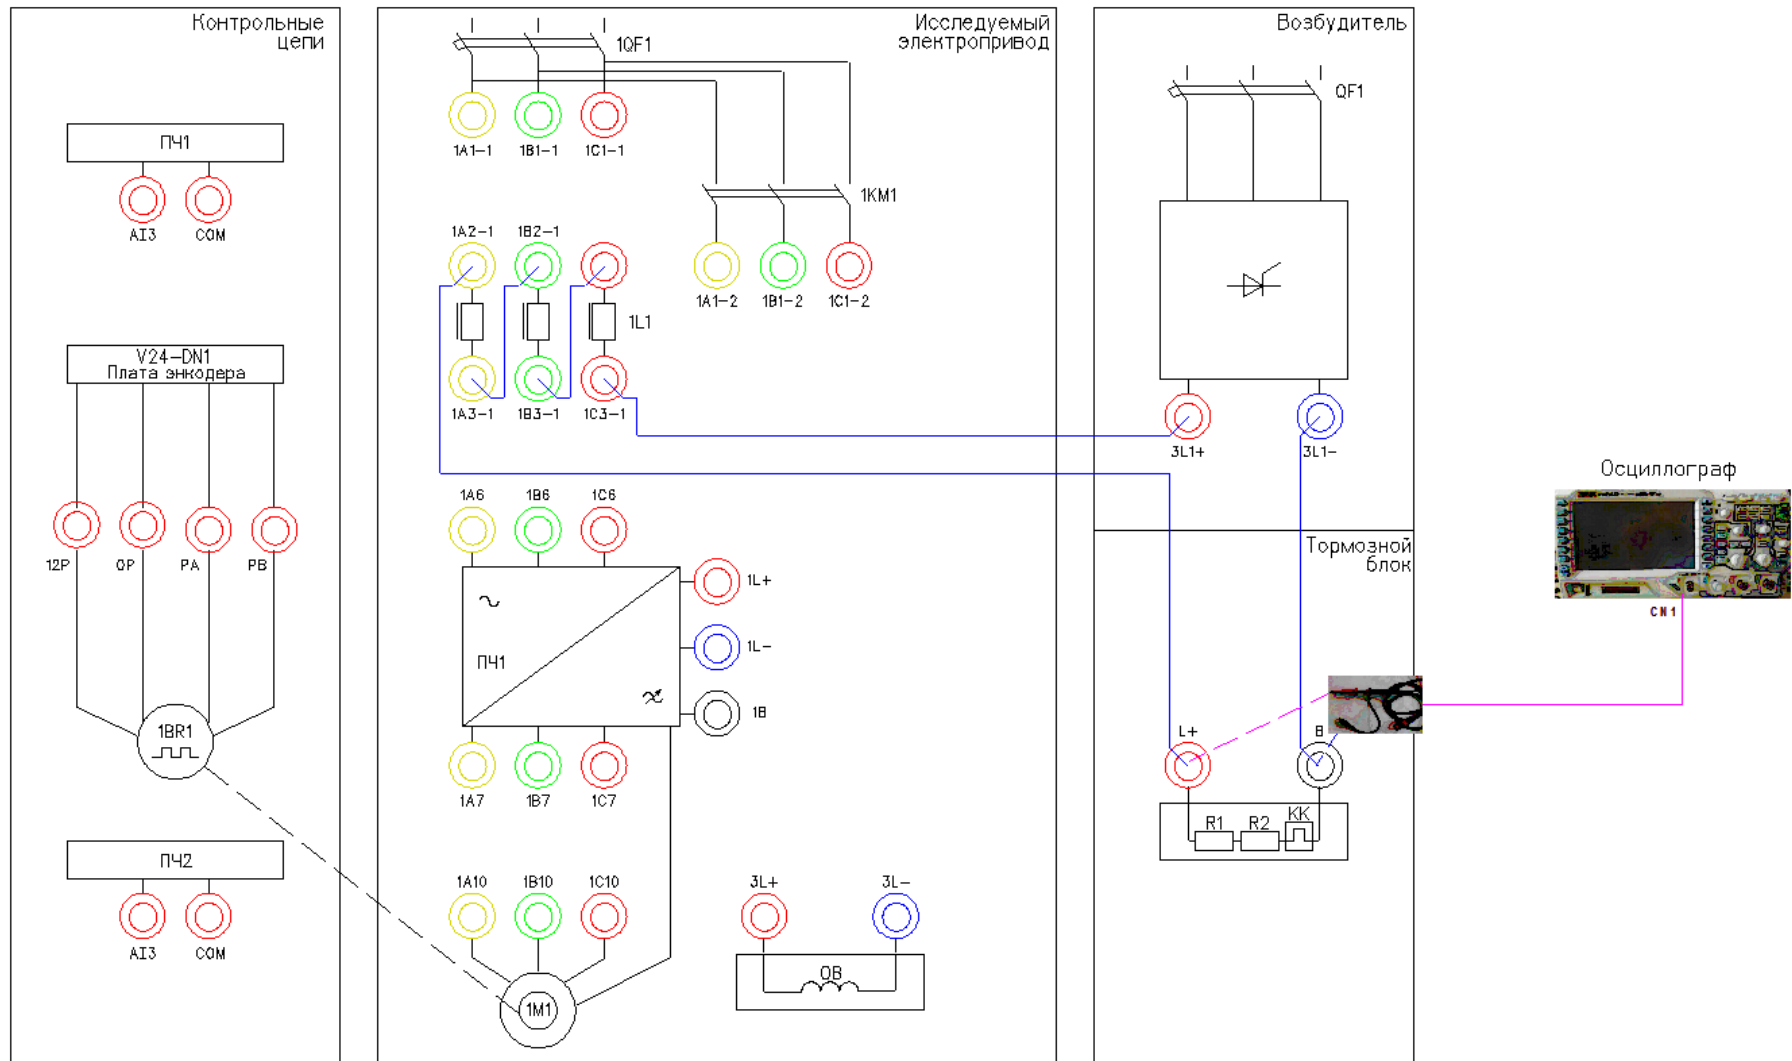 Контрольные
цепи
ПЧ1
AI3 COM
V24-DN1
Плата энкодера
12P 0P PA PB
1BR1
ПЧ2
AI3 COM
Исследуемый
электропривод
1QF1
1A1-1 1B1-1 1C1-1
1KM1
1A2-1 1B2-1
1A1-2 1B1-2 1C1-2
1L1
1A3-1 1B3-1 1C3-1
1A6 1B6 1C6
1L+
ПЧ1
1L-
1B
1A7 1B7 1C7
1A10 1B10 1C10
3L+ 3L-
ОВ
1M1
Возбудитель
QF1
3L1+ 3L1-
Тормозной
блок
L+ B
R1 R2 KK
Осциллограф
CN1